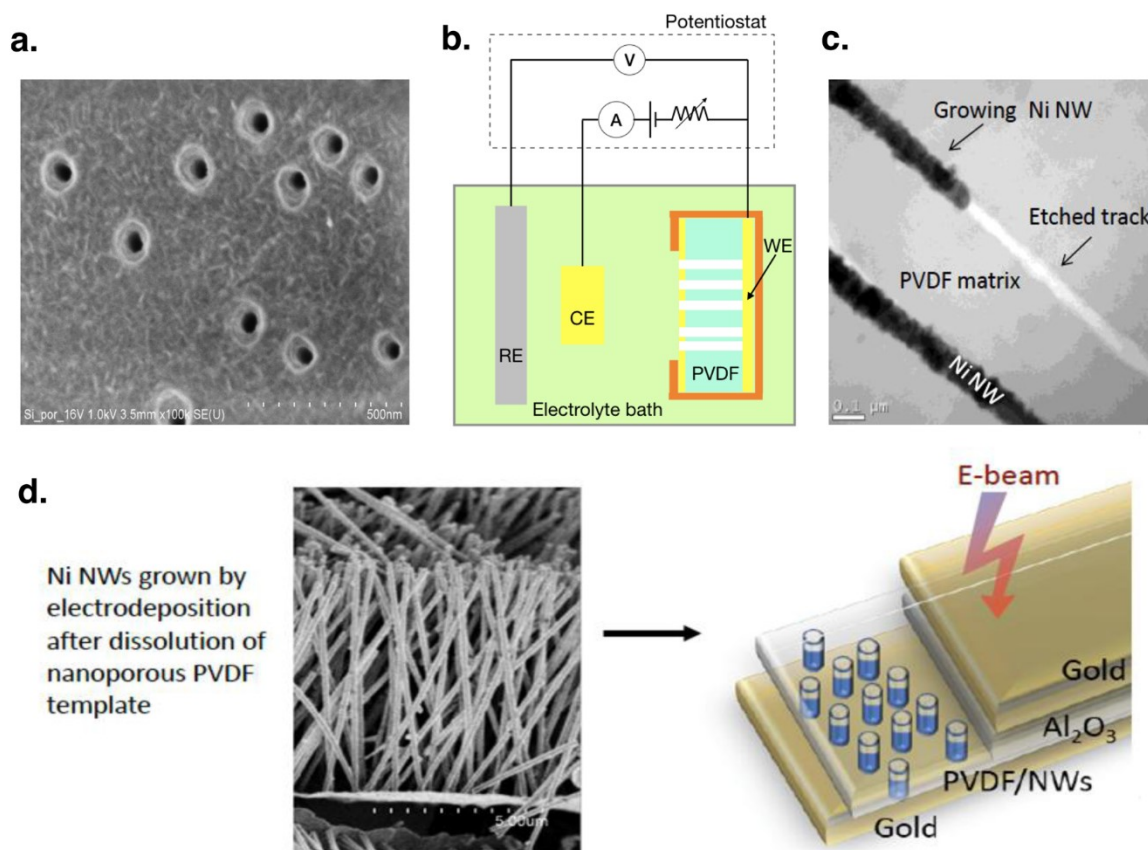 a.
Si_por_16V 1.0kV 3.5mm x100k SE(U)
500nm
b.
Potentiostat
V
A
WE
CE
RE
PVDF
Electrolyte bath
c.
Growing Ni NW
Etched track
PVDF matrix
Ni NW
0.1 µm
d.
Ni NWs grown by
electrodeposition
after dissolution of
nanoporous PVDF
template
5.00um
E-beam
Gold
Al₂O₃
PVDF/NWs
Gold